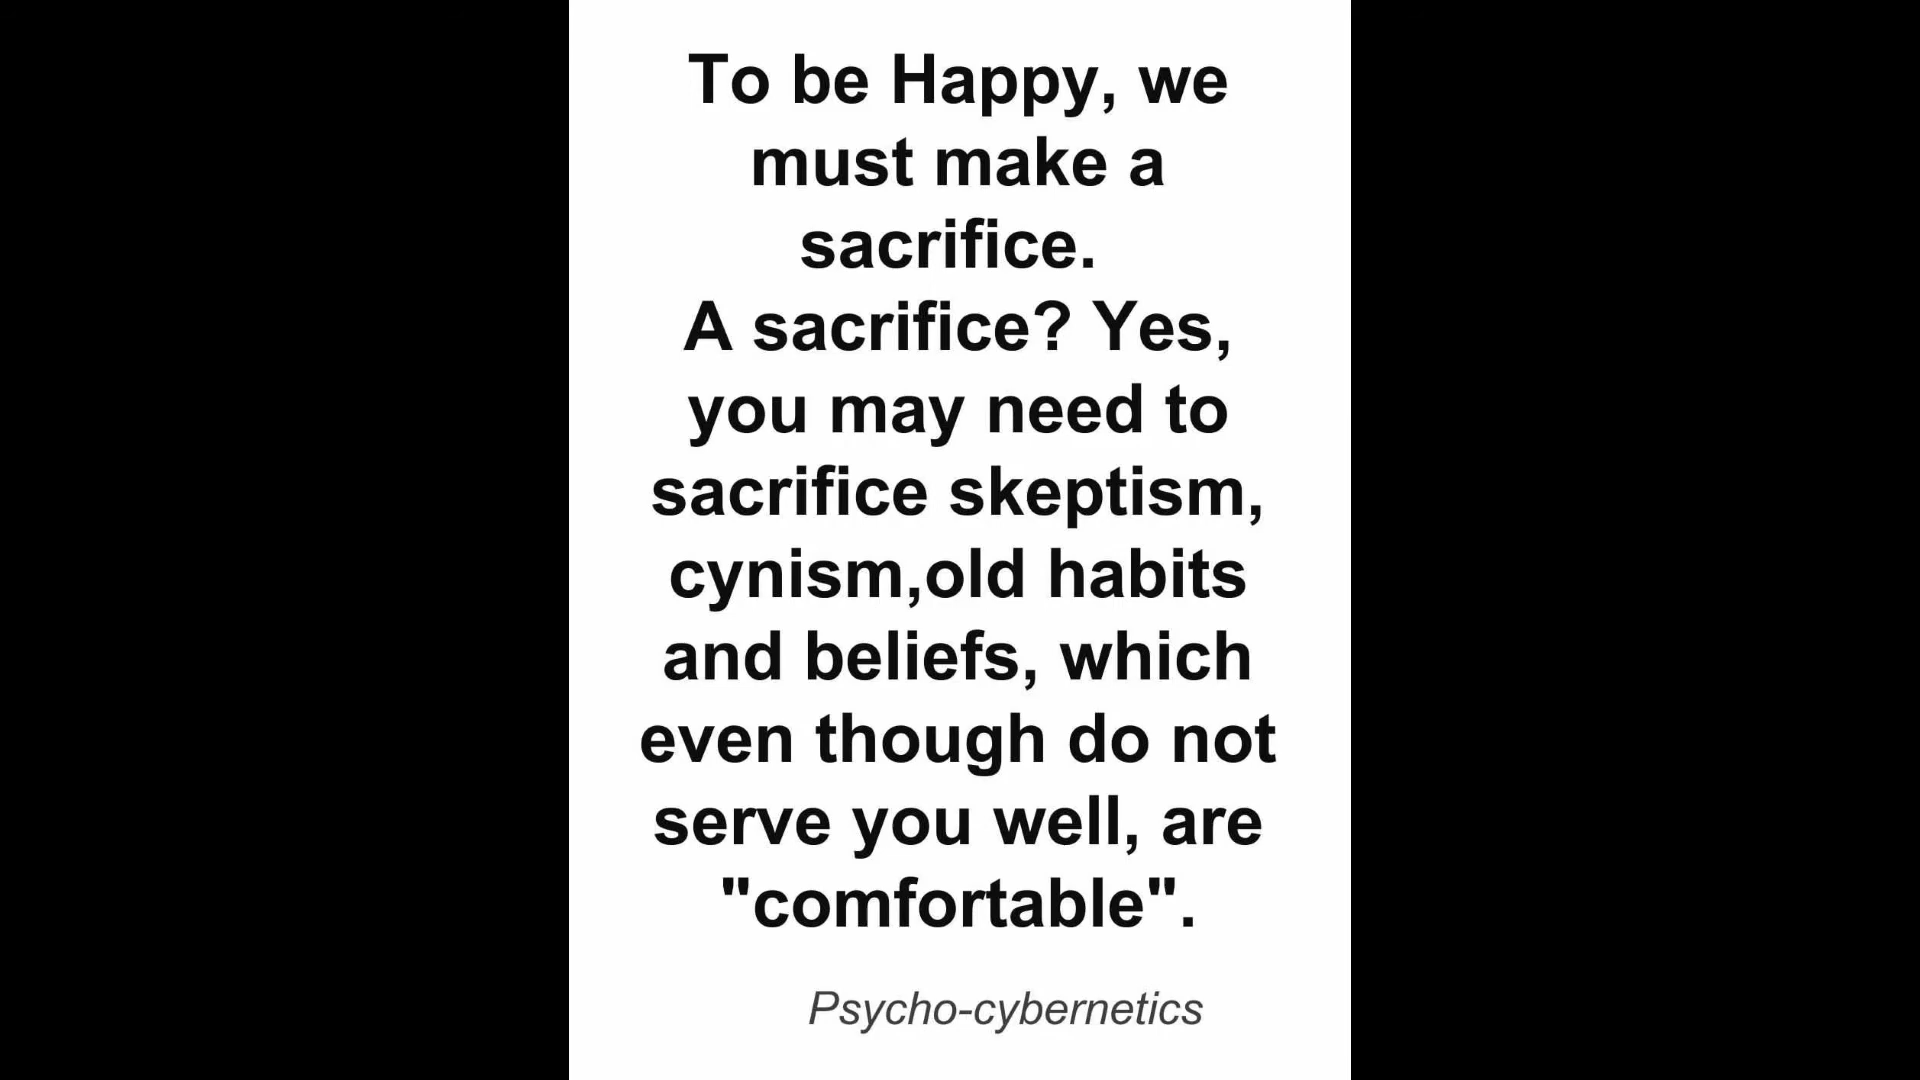 To be Happy, we
must make a
sacrifice.
A sacrifice? Yes,
you may need to
sacrifice skeptism,
cynism,old habits
and beliefs, which
even though do not
serve you well, are
"comfortable".
Psycho-cybernetics